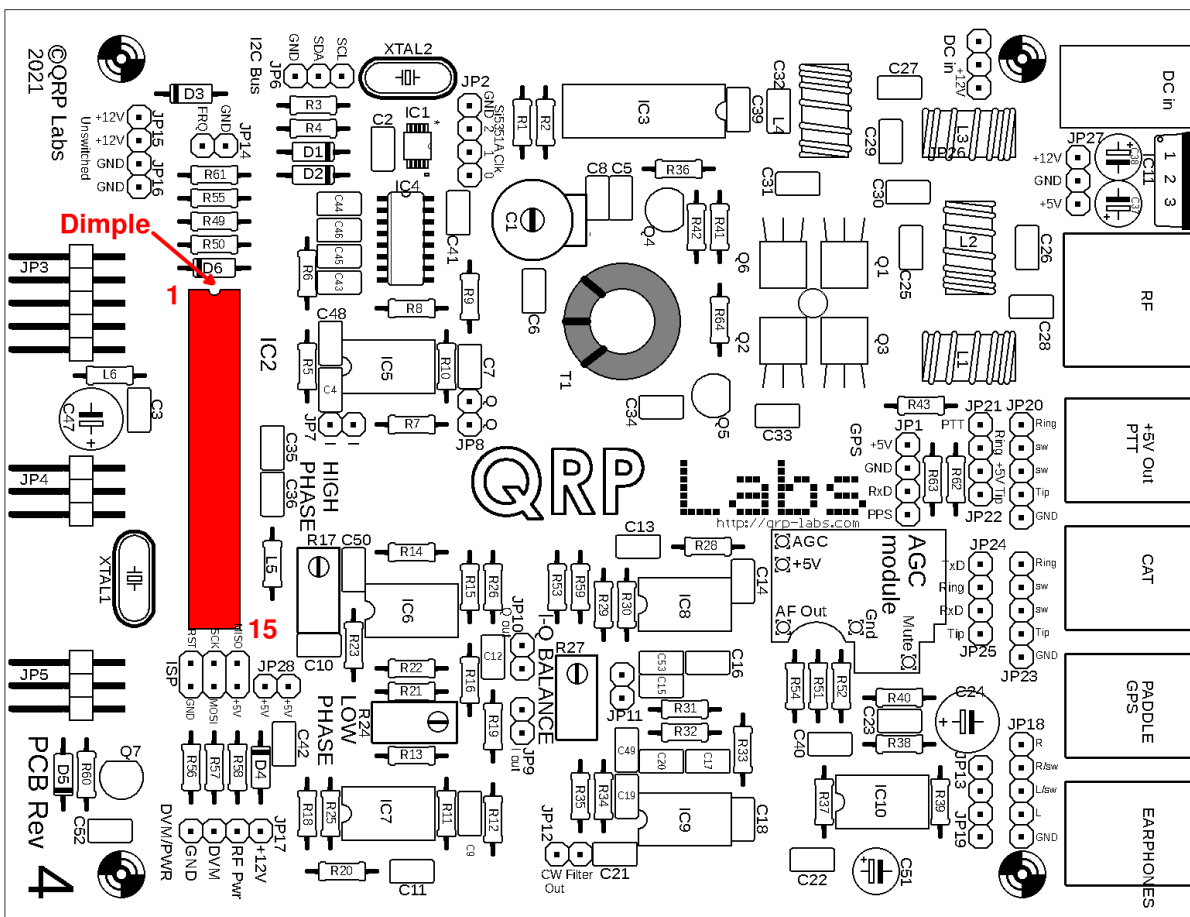 ©QRP Labs
2021
D3
FRQ
GND
JP14
+12V
+12V
GND
GND
Unswitched
JP15
JP16
R61
R55
R49
R50
D6
Dimple
1
15
I2C Bus
JP6
GND
SDA
SCL
R3
R4
D1
D2
XTAL2
C2
IC1
*
JP2
GND
2
1
0
Si5351A Clk
R1
R2
IC3
C39
C32
L4
C27
DC in
+12V
DC in
C29
L3
JP26
JP27
+12V
GND
+5V
C38
C37
IC11
1
2
3
IC4
C44
C46
C45
C43
R6
C41
C1
C8
C5
R36
Q4
R42
R41
C31
C30
L2
C26
C25
Q6
Q1
Q2
Q3
R8
R9
C6
R64
C28
RF
JP3
IC2
C48
R5
C4
IC5
R10
C7
T1
L1
L6
C47
C3
JP7
I
I
R7
Q
Q
JP8
C34
Q5
C33
R43
JP21
JP20
PTT
Ring
+5V
Tip
JP22
Ring
sw
sw
Tip
GND
+5V Out
PTT
GPS
JP1
+5V
GND
RxD
PPS
R63
R62
C35
C36
HIGH
PHASE
QRP
Labs
http://qrp-labs.com
JP4
XTAL1
L5
R17
C50
R14
IC6
R15
R26
C13
R28
R53
R59
R29
R30
IC8
C14
AGC
+5V
AGC
module
AF Out
Gnd
Mute
JP24
TxD
Ring
RxD
Tip
JP25
Ring
sw
sw
Tip
GND
JP23
CAT
RST
SCK
MISO
ISP
GND
MOSI
+5V
JP28
+5V
+5V
C10
R23
R22
R21
R16
C12
Q out
JP10
I-Q BALANCE
R27
C53
C15
C16
JP11
R31
R32
R54
R51
R52
R40
C24
C23
R38
C40
JP5
LOW
PHASE
R24
R13
R19
JP9
I out
C49
C20
C17
R33
JP18
R
R/sw
L/sw
L
GND
PADDLE
GPS
PCB Rev
4
D5
R60
Q7
C52
R56
R57
R58
D4
C42
R18
R25
IC7
R11
C9
R12
R35
R34
C19
IC9
C18
R37
IC10
R39
JP13
JP19
DVM/PWR
GND
DVM
RF Pwr
+12V
JP17
R20
C11
JP12
CW Filter
Out
C21
C22
C51
EARPHONES